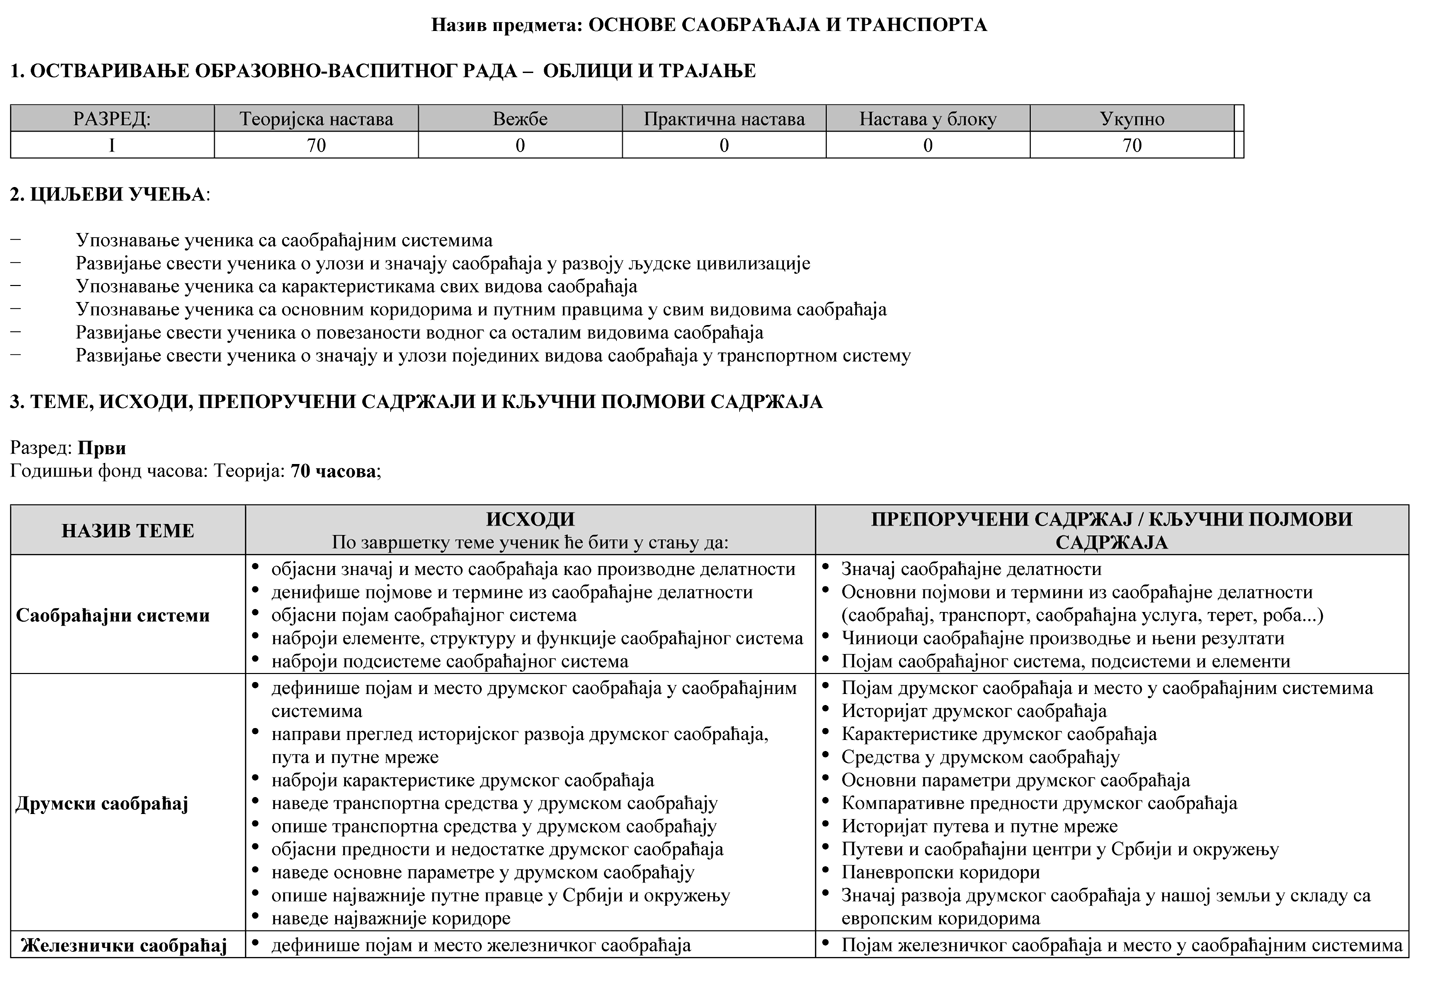 Назив предмета: ОСНОВЕ САОБРАЋАЈА И ТРАНСПОРТА
1. ОСТВАРИВАЊЕ ОБРАЗОВНО-ВАСПИТНОГ РАДА – ОБЛИЦИ И ТРАЈАЊЕ
РАЗРЕД: Теоријска настава Вежбе Практична настава Настава у блоку Укупно
I 70 0 0 0 70
2. ЦИЉЕВИ УЧЕЊА:
− Упознавање ученика са саобраћајним системима
− Развијање свести ученика о улози и значају саобраћаја у развоју људске цивилизације
− Упознавање ученика са карактеристикама свих видова саобраћаја
− Упознавање ученика са основним коридорима и путним правцима у свим видовима саобраћаја
− Развијање свести ученика о повезаности водног са осталим видовима саобраћаја
− Развијање свести ученика о значају и улози појединих видова саобраћаја у транспортном систему
3. ТЕМЕ, ИСХОДИ, ПРЕПОРУЧЕНИ САДРЖАЈИ И КЉУЧНИ ПОЈМОВИ САДРЖАЈА
Разред: Први
Годишњи фонд часова: Теорија: 70 часова;
НАЗИВ ТЕМЕ
ИСХОДИ
По завршетку теме ученик ће бити у стању да:
ПРЕПОРУЧЕНИ САДРЖАЈ / КЉУЧНИ ПОЈМОВИ
САДРЖАЈА
Саобраћајни системи
• објасни значај и место саобраћаја као производне делатности
• денифише појмове и термине из саобраћајне делатности
• објасни појам саобраћајног система
• наброји елементе, структуру и функције саобраћајног система
• наброји подсистеме саобраћајног система
• Значај саобраћајне делатности
• Основни појмови и термини из саобраћајне делатности
(саобраћај, транспорт, саобраћајна услуга, терет, роба...)
• Чиниоци саобраћајне производње и њени резултати
• Појам саобраћајног система, подсистеми и елементи
Друмски саобраћај
• дефинише појам и место друмског саобраћаја у саобраћајним
системима
• направи преглед историјског развоја друмског саобраћаја,
пута и путне мреже
• наброји карактеристике друмског саобраћаја
• наведе транспортна средства у друмском саобраћају
• опише транспортна средства у друмском саобраћају
• објасни предности и недостатке друмског саобраћаја
• наведе основне параметре у друмском саобраћају
• опише најважније путне правце у Србији и окружењу
• наведе најважније коридоре
• Појам друмског саобраћаја и место у саобраћајним системима
• Историјат друмског саобраћаја
• Карактеристике друмског саобраћаја
• Средства у друмском саобраћају
• Основни параметри друмског саобраћаја
• Компаративне предности друмског саобраћаја
• Историјат путева и путне мреже
• Путеви и саобраћајни центри у Србији и окружењу
• Паневропски коридори
• Значај развоја друмског саобраћаја у нашој земљи у складу са
европским коридорима
Железнички саобраћај
• дефинише појам и место железничког саобраћаја
• Појам железничког саобраћаја и место у саобраћајним системима